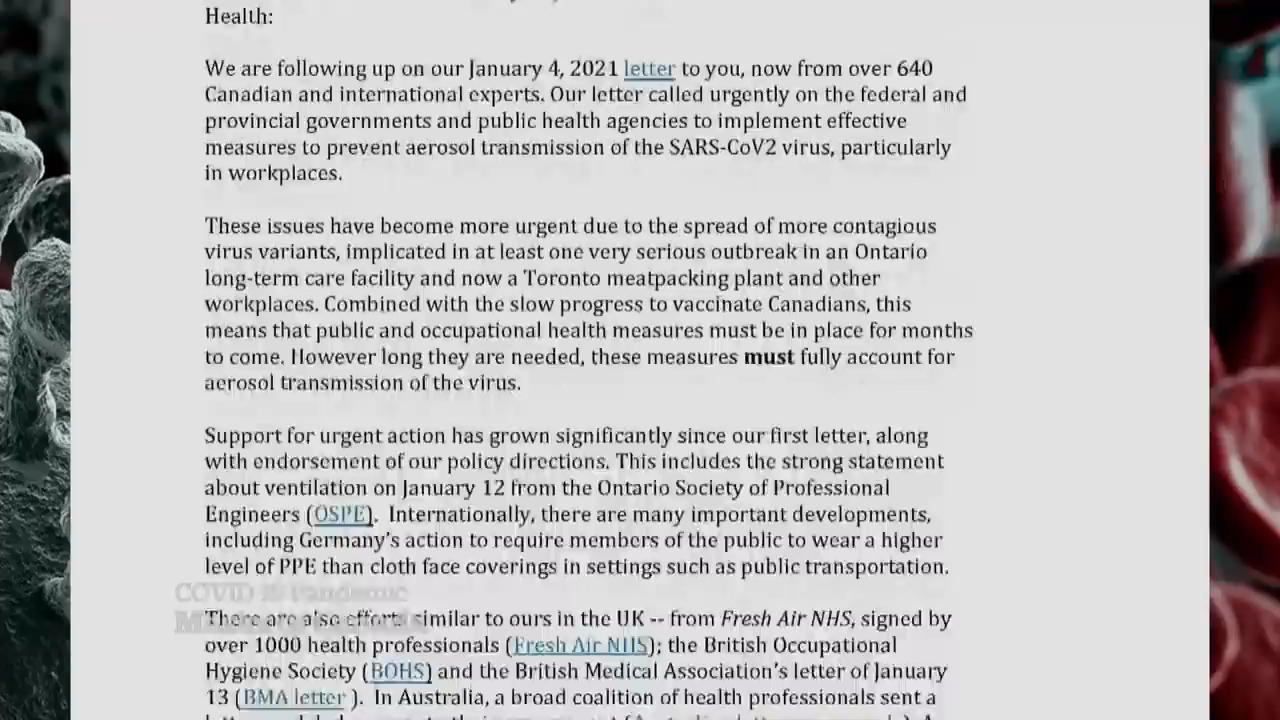 Health:
We are following up on our January 4, 2021 letter to you, now from over 640
Canadian and international experts. Our letter called urgently on the federal and
provincial governments and public health agencies to implement effective
measures to prevent aerosol transmission of the SARS-CoV2 virus, particularly
in workplaces.
These issues have become more urgent due to the spread of more contagious
virus variants, implicated in at least one very serious outbreak in an Ontario
long-term care facility and now a Toronto meatpacking plant and other
workplaces. Combined with the slow progress to vaccinate Canadians, this
means that public and occupational health measures must be in place for months
to come. However long they are needed, these measures must fully account for
aerosol transmission of the virus.
Support for urgent action has grown significantly since our first letter, along
with endorsement of our policy directions. This includes the strong statement
about ventilation on January 12 from the Ontario Society of Professional
Engineers (OSPE). Internationally, there are many important developments,
including Germany's action to require members of the public to wear a higher
level of PPE than cloth face coverings in settings such as public transportation.
COVID 19 Pandemic
There are also efforts similar to ours in the UK -- from Fresh Air NHS, signed by
over 1000 health professionals (Fresh Air NHS); the British Occupational
Hygiene Society (BOHS) and the British Medical Association's letter of January
13 (BMA letter ). In Australia, a broad coalition of health professionals sent a